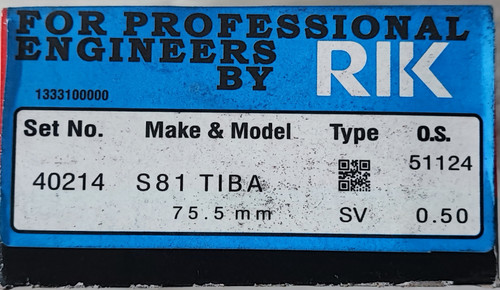 FOR PROFESSIONAL
ENGINEERS
BY RIK
1333100000
Set No. Make & Model Type O.S.
51124
40214 S81 TIBA
75.5 mm SV 0.50